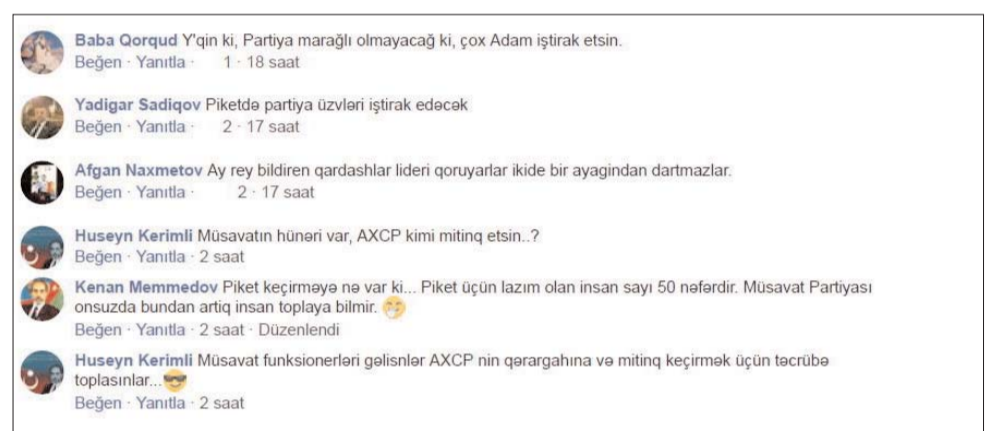 Baba Qorqud Y'qin ki, Partiya marağlı olmayacağ ki, çox Adam iştirak etsin.
Beğen · Yanıtla · 1 · 18 saat
Yadigar Sadiqov Piketdə partiya üzvləri iştirak edəcək
Beğen · Yanıtla · 2 · 17 saat
Afgan Naxmetov Ay rey bildiren qardashlar lideri qoruyarlar ikide bir ayagindan dartmazlar.
Beğen · Yanıtla · 2 · 17 saat
Huseyn Kerimli Müsavatın hünəri var, AXCP kimi mitinq etsin..?
Beğen · Yanıtla · 2 saat
Kenan Memmedov Piket keçirməyə nə var ki... Piket üçün lazım olan insan sayı 50 nəfərdir. Müsavat Partiyası
onsuzda bundan artiq insan toplaya bilmir. 😁
Beğen · Yanıtla · 2 saat · Düzenlendi
Huseyn Kerimli Müsavat funksionerləri gəlisnlər AXCP nin qərargahına və mitinq keçirmək üçün təcrübə
toplasınlar...😎
Beğen · Yanıtla · 2 saat